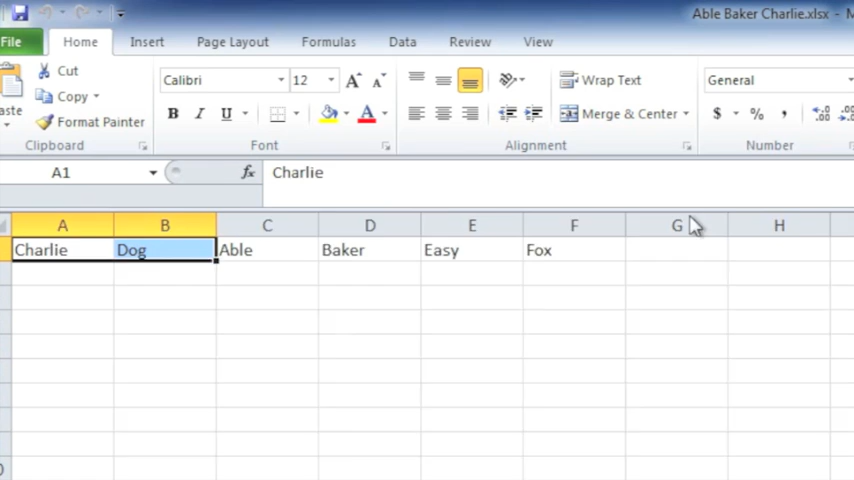 Able Baker Charlie.xlsx - M
File Home Insert Page Layout Formulas Data Review View
Cut
Calibri 12 Wrap Text General
Copy
aste
Format Painter B I U Merge & Center $ % ,
Clipboard Font Alignment Number
A1 fx Charlie
A B C D E F G H
Charlie Dog Able Baker Easy Fox